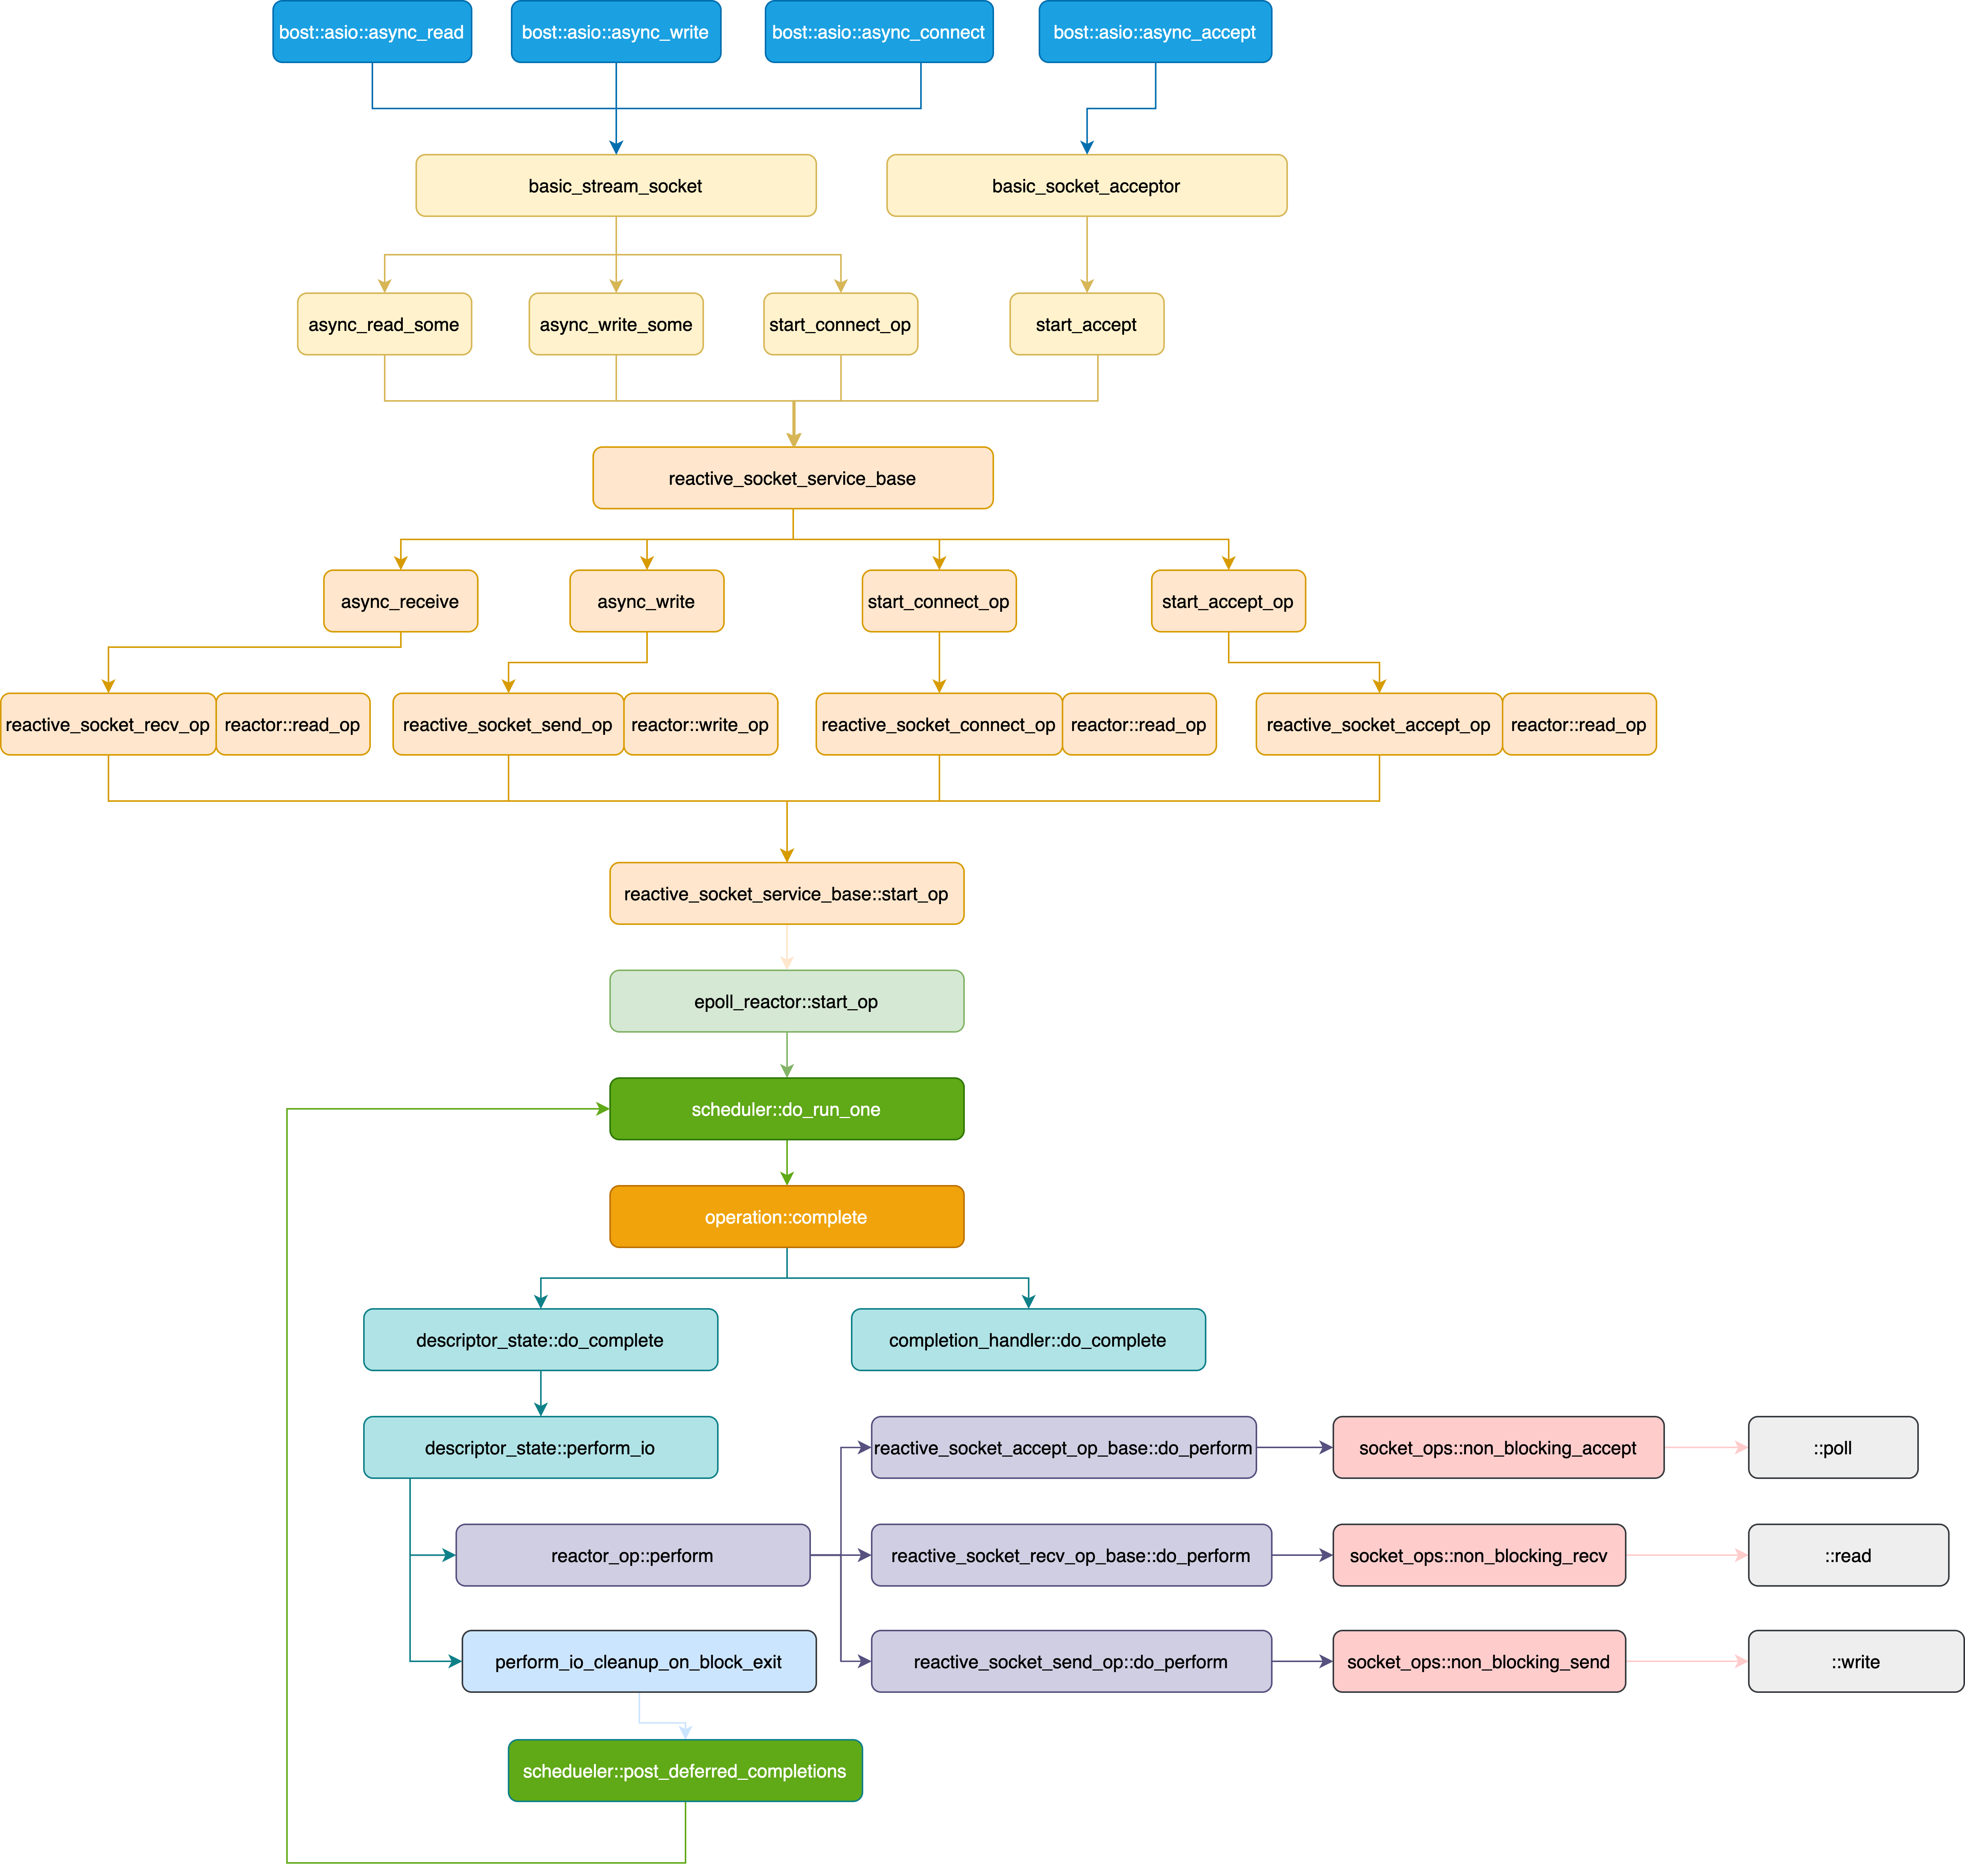 bost::asio::async_read
bost::asio::async_write
bost::asio::async_connect
bost::asio::async_accept
basic_stream_socket
basic_socket_acceptor
async_read_some
async_write_some
start_connect_op
start_accept
reactive_socket_service_base
async_receive
async_write
start_connect_op
start_accept_op
reactive_socket_recv_op
reactor::read_op
reactive_socket_send_op
reactor::write_op
reactive_socket_connect_op
reactor::read_op
reactive_socket_accept_op
reactor::read_op
reactive_socket_service_base::start_op
epoll_reactor::start_op
scheduler::do_run_one
operation::complete
descriptor_state::do_complete
completion_handler::do_complete
descriptor_state::perform_io
reactive_socket_accept_op_base::do_perform
socket_ops::non_blocking_accept
::poll
reactor_op::perform
reactive_socket_recv_op_base::do_perform
socket_ops::non_blocking_recv
::read
perform_io_cleanup_on_block_exit
reactive_socket_send_op::do_perform
socket_ops::non_blocking_send
::write
schedueler::post_deferred_completions